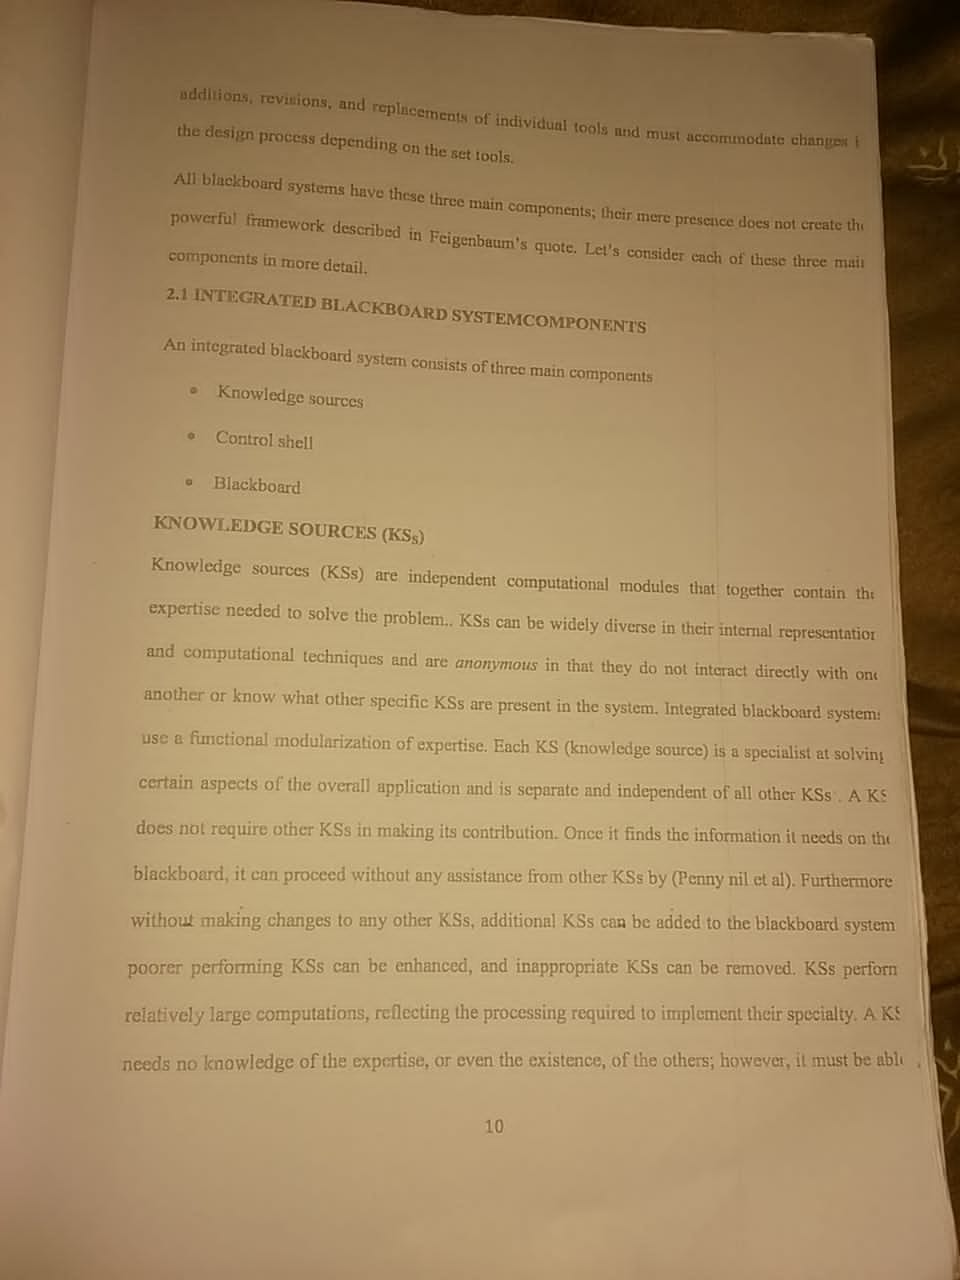 additions, revisions, and replacements of individual tools and must accommodate changes i
the design process depending on the set tools.
All blackboard systems have these three main components; their mere presence does not create the
powerful framework described in Feigenbaum's quote. Let's consider each of these three main
components in more detail.
2.1 INTEGRATED BLACKBOARD SYSTEMCOMPONENTS
An integrated blackboard system consists of three main components
• Knowledge sources
• Control shell
• Blackboard
KNOWLEDGE SOURCES (KSs)
Knowledge sources (KSs) are independent computational modules that together contain the
expertise needed to solve the problem.. KSs can be widely diverse in their internal representation
and computational techniques and are anonymous in that they do not interact directly with one
another or know what other specific KSs are present in the system. Integrated blackboard systems
use a functional modularization of expertise. Each KS (knowledge source) is a specialist at solving
certain aspects of the overall application and is separate and independent of all other KSs . A KS
does not require other KSs in making its contribution. Once it finds the information it needs on the
blackboard, it can proceed without any assistance from other KSs by (Penny nil et al). Furthermore
without making changes to any other KSs, additional KSs can be added to the blackboard system
poorer performing KSs can be enhanced, and inappropriate KSs can be removed. KSs perform
relatively large computations, reflecting the processing required to implement their specialty. A KS
needs no knowledge of the expertise, or even the existence, of the others; however, it must be able
10